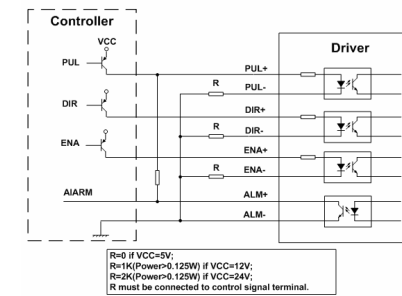 Controller
VCC
Driver
PUL
PUL+
R
PUL-
DIR
DIR+
R
DIR-
ENA
ENA+
R
ENA-
AIARM
ALM+
ALM-
R=0 if VCC=5V;
R=1K(Power>0.125W) if VCC=12V;
R=2K(Power>0.125W) if VCC=24V;
R must be connected to control signal terminal.